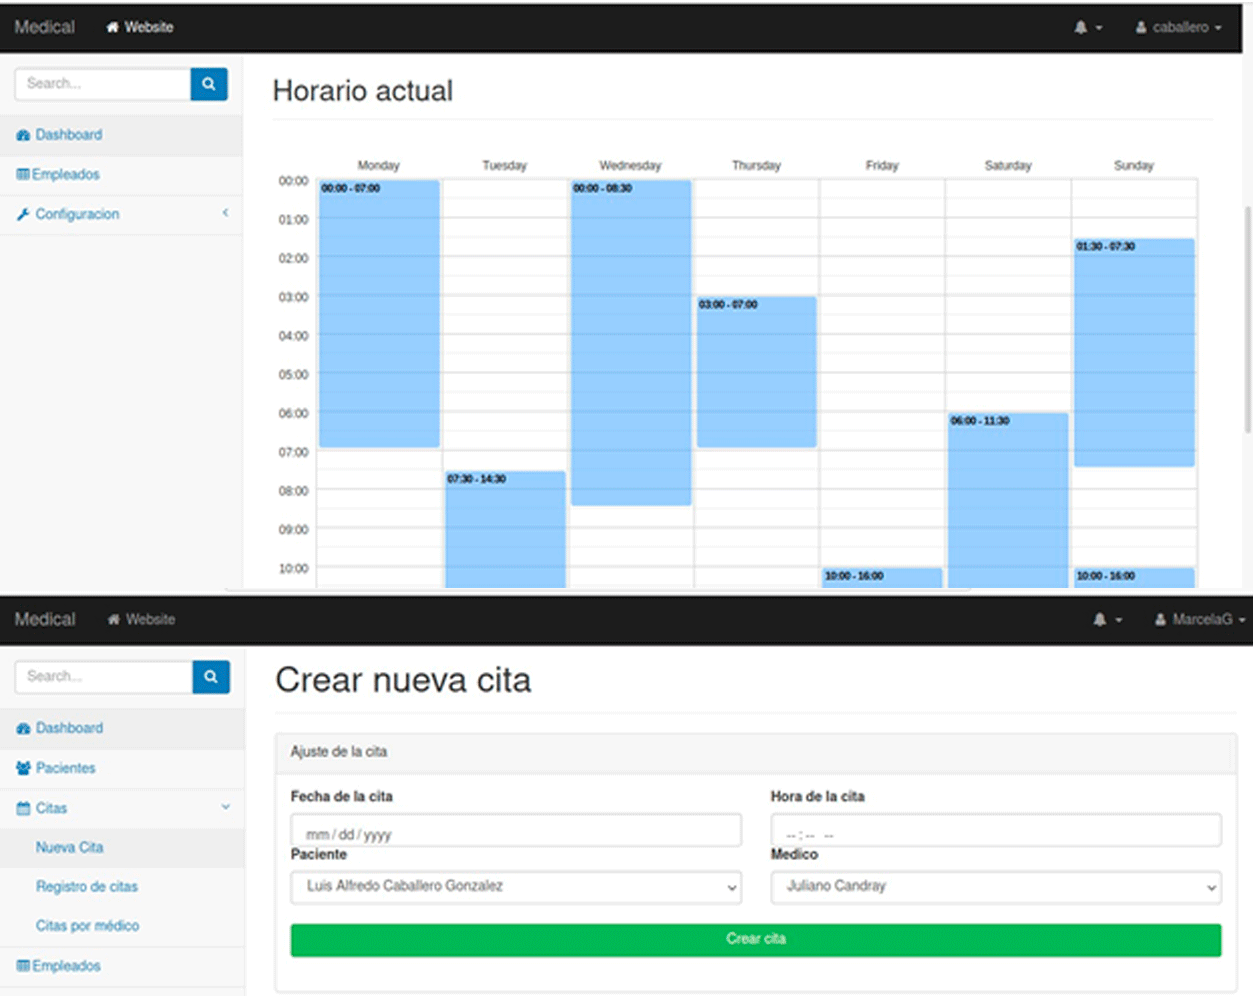 Medical Website caballero
Search...
Horario actual
Dashboard
Empleados
Configuracion
Monday Tuesday Wednesday Thursday Friday Saturday Sunday
00:00 00:00 - 07:00 00:00 - 08:30
01:00
01:30 - 07:30
02:00
03:00 03:00 - 07:00
04:00
05:00
06:00 06:00 - 11:30
07:00
07:30 - 14:30
08:00
09:00
10:00 10:00 - 16:00 10:00 - 16:00
Medical Website MarcelaG
Search...
Crear nueva cita
Dashboard
Pacientes
Citas
Nueva Cita
Registro de citas
Citas por médico
Empleados
Ajuste de la cita
Fecha de la cita Hora de la cita
mm / dd / yyyy -- : -- --
Paciente Medico
Luis Alfredo Caballero Gonzalez Juliano Candray
Crear cita